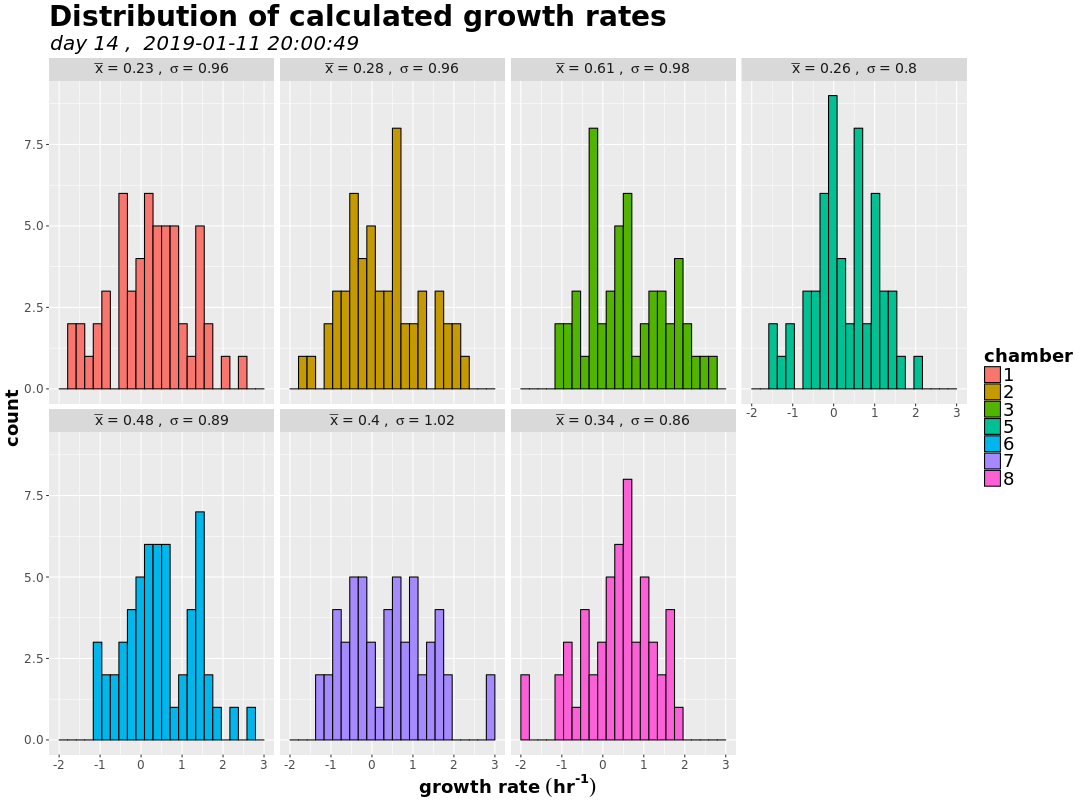 Distribution of calculated growth rates
day 14 ,  2019-01-11 20:00:49
x̅ = 0.23 ,  σ = 0.96
x̅ = 0.28 ,  σ = 0.96
x̅ = 0.61 ,  σ = 0.98
x̅ = 0.26 ,  σ = 0.8
7.5
5.0
2.5
0.0
-2 -1 0 1 2 3
x̅ = 0.48 ,  σ = 0.89
x̅ = 0.4 ,  σ = 1.02
x̅ = 0.34 ,  σ = 0.86
7.5
5.0
2.5
0.0
-2 -1 0 1 2 3
-2 -1 0 1 2 3
-2 -1 0 1 2 3
count
growth rate (hr⁻¹)
chamber
1
2
3
5
6
7
8